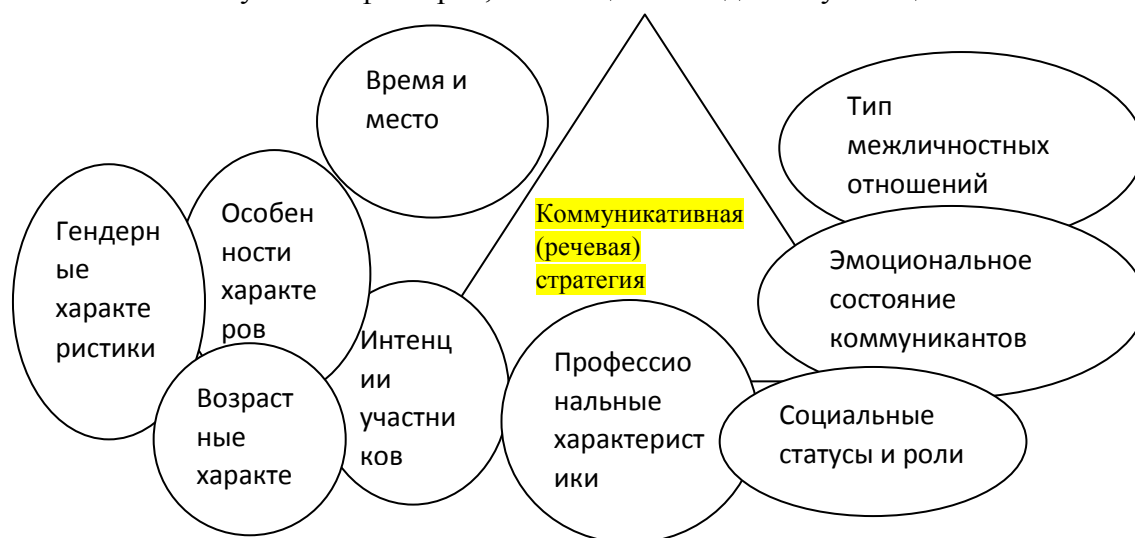 Время и
место
Тип
межличностных
отношений
Коммуникативная
(речевая)
стратегия
Особен
ности
характе
ров
Гендерн
ые
характе
ристики
Эмоциональное
состояние
коммуникантов
Интенц
ии
участни
ков
Профессио
нальные
характерист
ики
Возраст
ные
характе
Социальные
статусы и роли